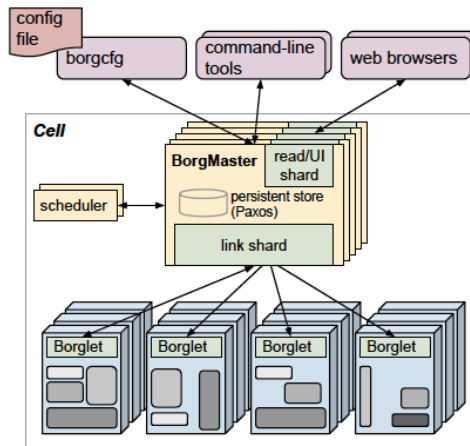 config
file
borgcfg
command-line
tools
web browsers
Cell
BorgMaster
read/UI
shard
persistent store
(Paxos)
scheduler
link shard
Borglet
Borglet
Borglet
Borglet